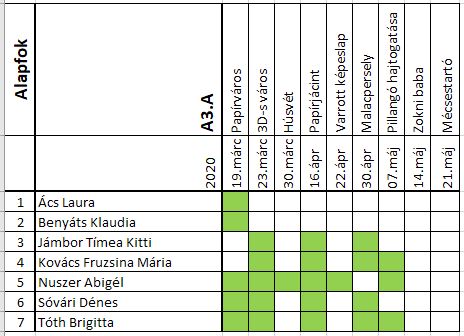 Alapfok
2020 A3.A
19.márc Papírváros
23.márc 3D-s város
30.márc Húsvét
16.ápr Papírjácint
22.ápr Varrott képeslap
30.ápr Malacpersely
07.máj Pillangó hajtogatása
14.máj Zokni baba
21.máj Mécsestartó
1 Ács Laura
2 Benyáts Klaudia
3 Jámbor Tímea Kitti
4 Kovács Fruzsina Mária
5 Nuszer Abigél
6 Sóvári Dénes
7 Tóth Brigitta